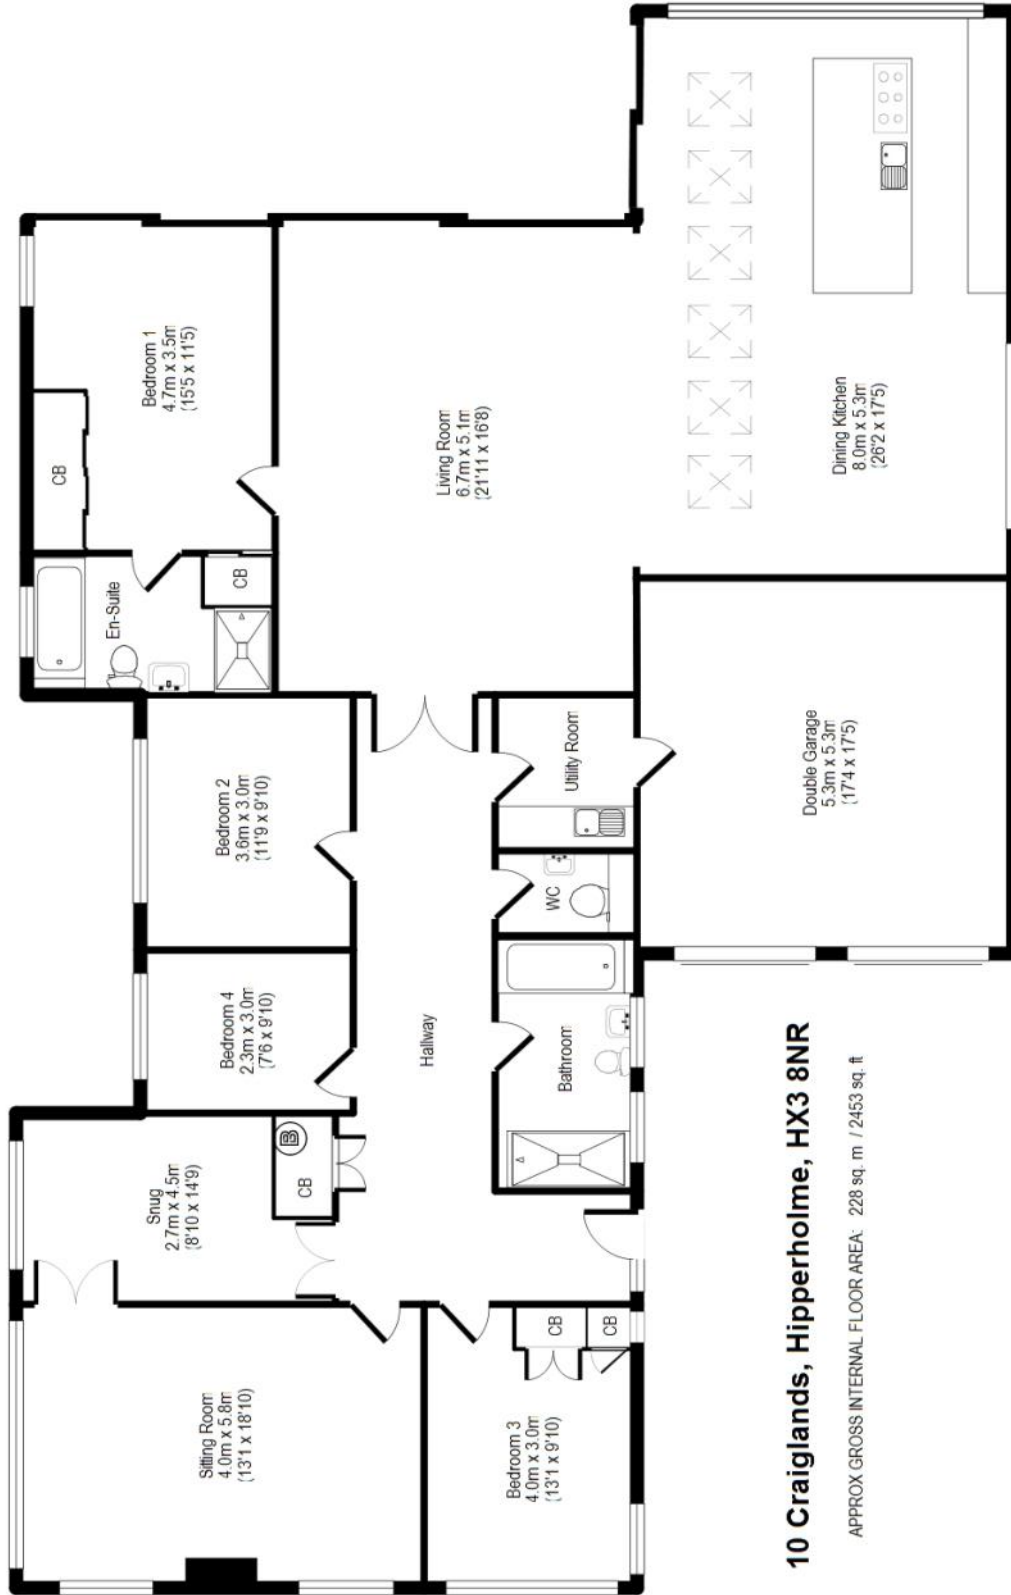 Bedroom 1
4.7m x 3.5m
(15'5 x 11'5)
CB
En-Suite
CB
Living Room
6.7m x 5.1m
(21'11 x 16'8)
Dining Kitchen
8.0m x 5.3m
(26'2 x 17'5)
Bedroom 2
3.6m x 3.0m
(11'9 x 9'10)
Utility Room
Double Garage
5.3m x 5.3m
(17'4 x 17'5)
WC
Bedroom 4
2.3m x 3.0m
(7'6 x 9'10)
Hallway
Bathroom
Snug
2.7m x 4.5m
(8'10 x 14'9)
B
CB
Sitting Room
4.0m x 5.8m
(13'1 x 18'10)
Bedroom 3
4.0m x 3.0m
(13'1 x 9'10)
CB
CB
10 Craiglands, Hipperholme, HX3 8NR
APPROX GROSS INTERNAL FLOOR AREA: 228 sq. m / 2453 sq. ft